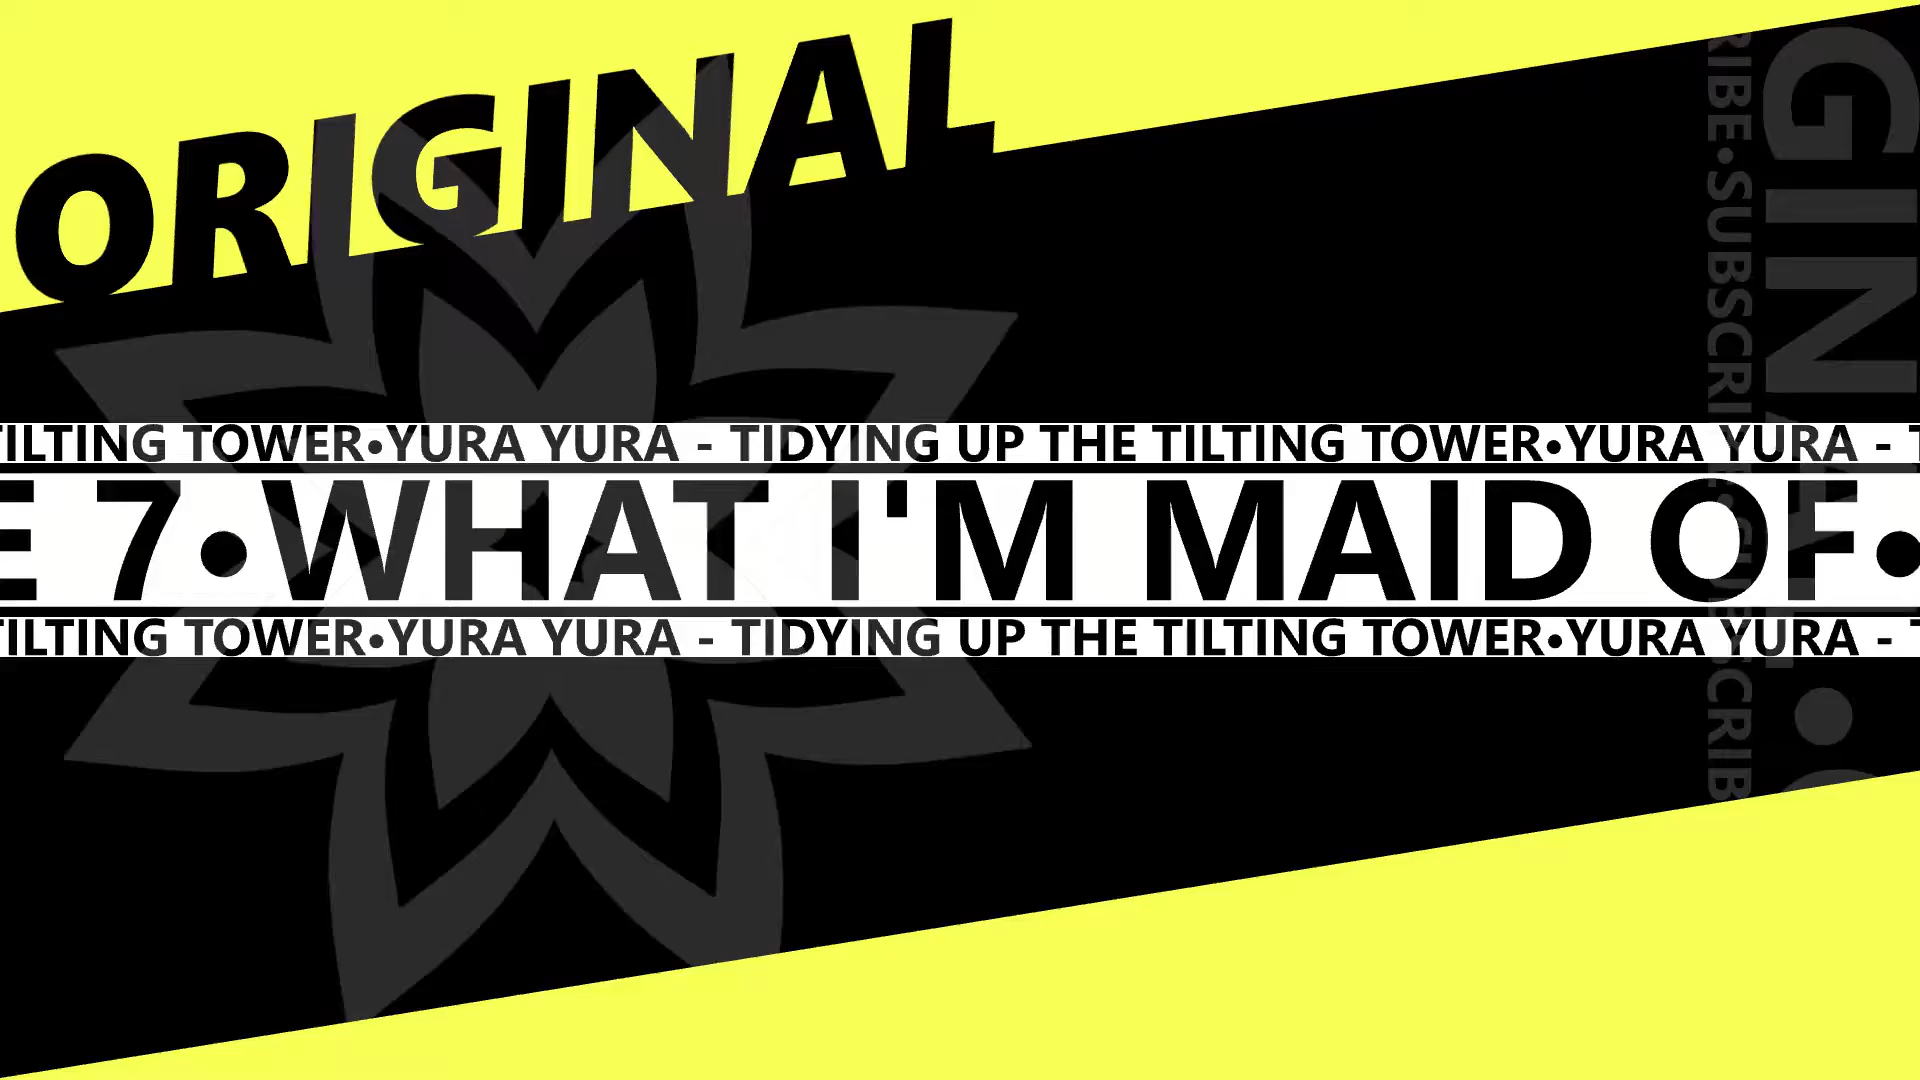 ORIGINAL
TILTING TOWER•YURA YURA - TIDYING UP THE TILTING TOWER•YURA YURA - T
E 7•WHAT I'M MAID OF•
TILTING TOWER•YURA YURA - TIDYING UP THE TILTING TOWER•YURA YURA - T
GINAL•O
RIBE•SUBSCRIBE•SUBSCRIB